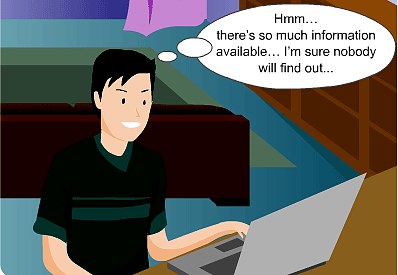 Hmm…
there's so much information
available… I'm sure nobody
will find out...